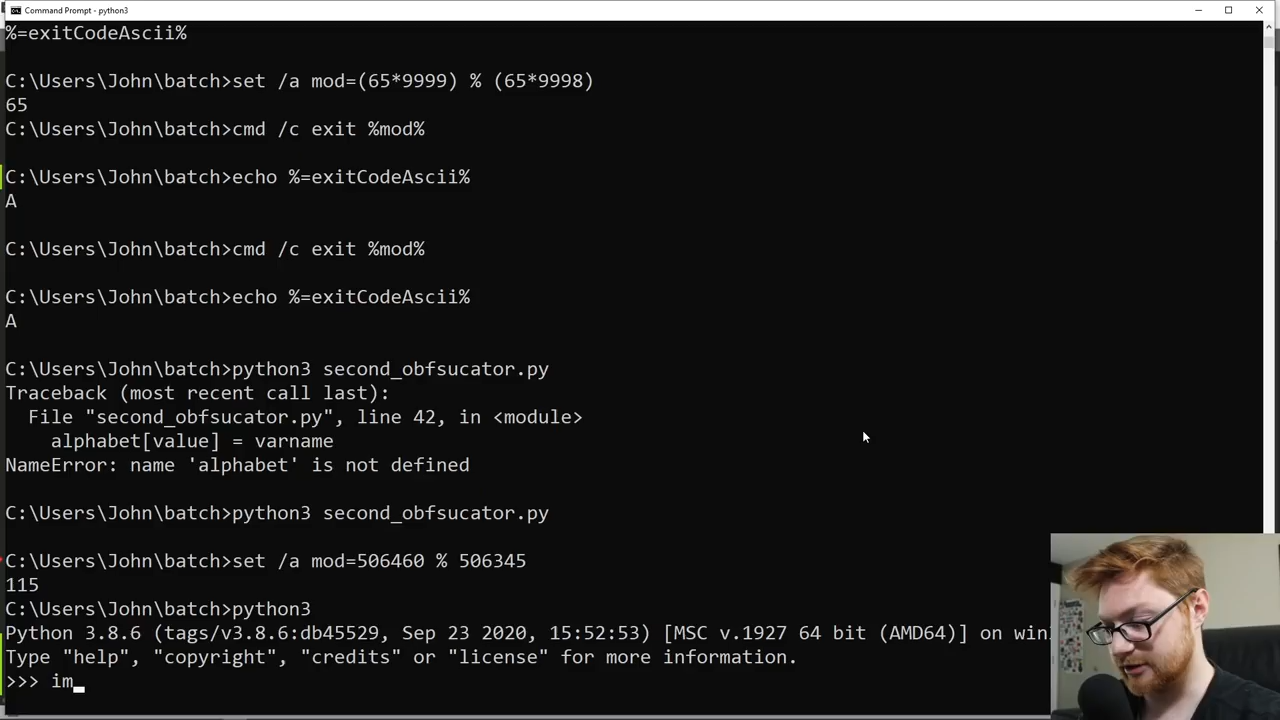 Command Prompt - python3
%=exitCodeAscii%
C:\Users\John\batch>set /a mod=(65*9999) % (65*9998)
65
C:\Users\John\batch>cmd /c exit %mod%
C:\Users\John\batch>echo %=exitCodeAscii%
A
C:\Users\John\batch>cmd /c exit %mod%
C:\Users\John\batch>echo %=exitCodeAscii%
A
C:\Users\John\batch>python3 second_obfsucator.py
Traceback (most recent call last):
File "second_obfsucator.py", line 42, in <module>
alphabet[value] = varname
NameError: name 'alphabet' is not defined
C:\Users\John\batch>python3 second_obfsucator.py
C:\Users\John\batch>set /a mod=506460 % 506345
115
C:\Users\John\batch>python3
Python 3.8.6 (tags/v3.8.6:db45529, Sep 23 2020, 15:52:53) [MSC v.1927 64 bit (AMD64)] on win
Type "help", "copyright", "credits" or "license" for more information.
>>> im